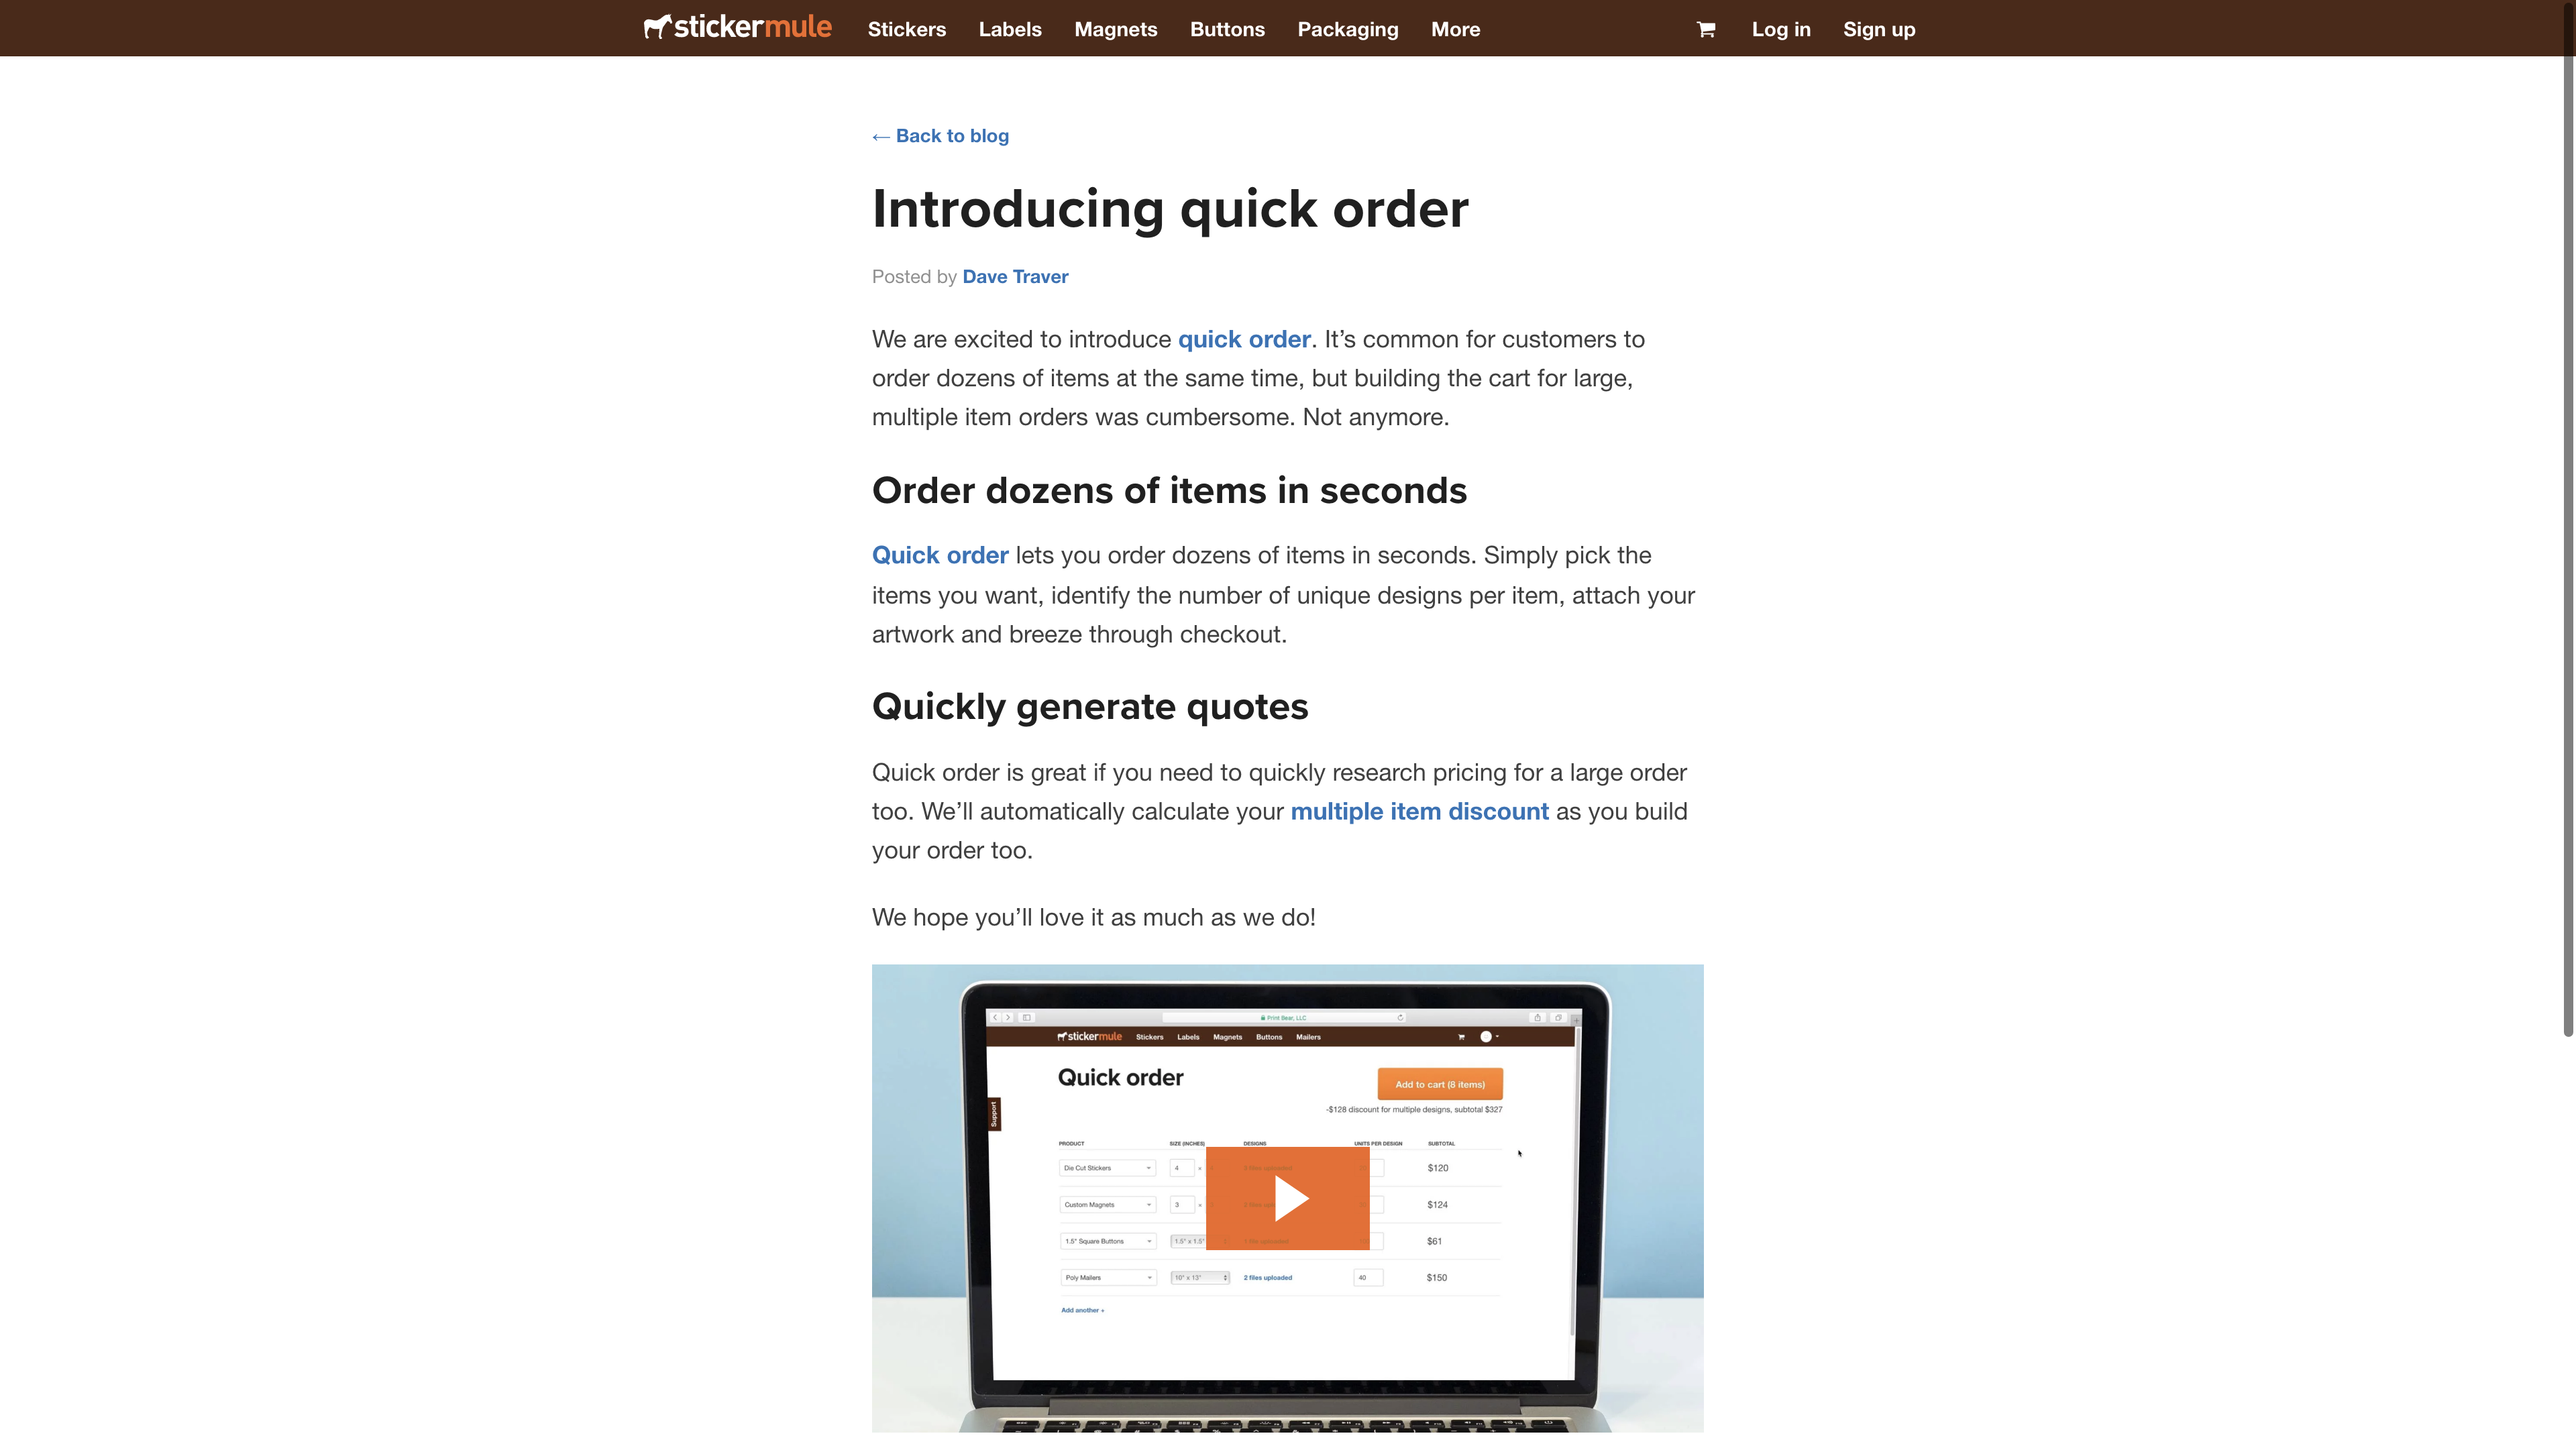 stickermule Stickers Labels Magnets Buttons Packaging More Log in Sign up
← Back to blog
Introducing quick order
Posted by Dave Traver
We are excited to introduce quick order. It’s common for customers to
order dozens of items at the same time, but building the cart for large,
multiple item orders was cumbersome. Not anymore.
Order dozens of items in seconds
Quick order lets you order dozens of items in seconds. Simply pick the
items you want, identify the number of unique designs per item, attach your
artwork and breeze through checkout.
Quickly generate quotes
Quick order is great if you need to quickly research pricing for a large order
too. We’ll automatically calculate your multiple item discount as you build
your order too.
We hope you’ll love it as much as we do!
Print Bear, LLC
stickermule Stickers Labels Magnets Buttons Mailers
Quick order
Add to cart (8 items)
-$128 discount for multiple designs, subtotal $327
Support
PRODUCT SIZE (INCHES) DESIGNS UNITS PER DESIGN SUBTOTAL
Die Cut Stickers 4 × $120
Custom Magnets 3 × $124
1.5" Square Buttons 1.5" x 1.5" $61
Poly Mailers 10" x 13" 2 files uploaded 40 $150
Add another +